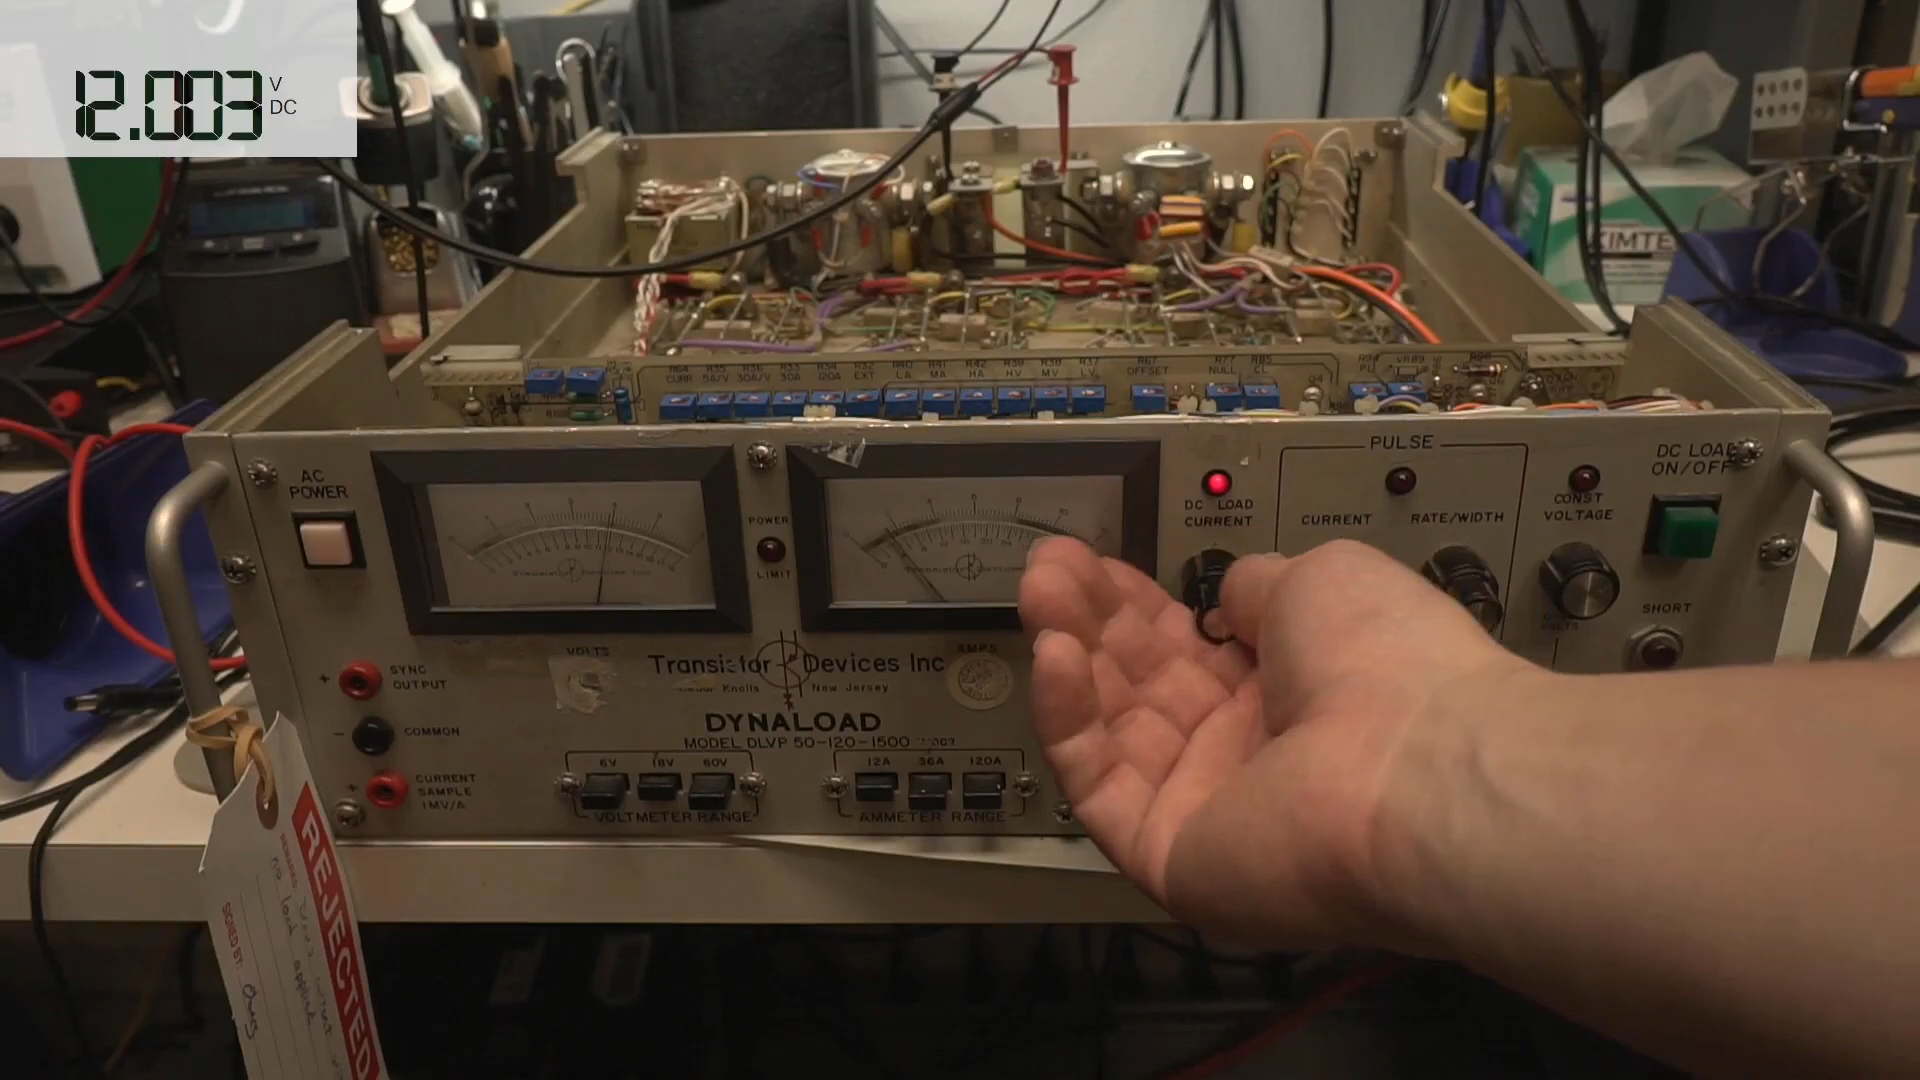 12.003 V DC
R64 R35 R36 R33 R34 R32 R40 R41 R42 R39 R38 R37 R67 R77 R85
CURR 5A/V 30A/V 30A 120A EXT LA MA HA HV MV LV OFFSET NULL CL
KIMTE
AC POWER
POWER
LIMIT
DC LOAD
CURRENT
PULSE
CURRENT RATE/WIDTH
CONST
VOLTAGE
DC LOAD
ON/OFF
SHORT
VOLTS
AMPS
Transistor Devices Inc
Knolls New Jersey
DYNALOAD
MODEL DLVP 50-120-1500
+ SYNC
OUTPUT
- COMMON
+ CURRENT
SAMPLE
1MV/A
6V 18V 60V
VOLTMETER RANGE
12A 36A 120A
AMMETER RANGE
REJECTED
SIGNED BY: